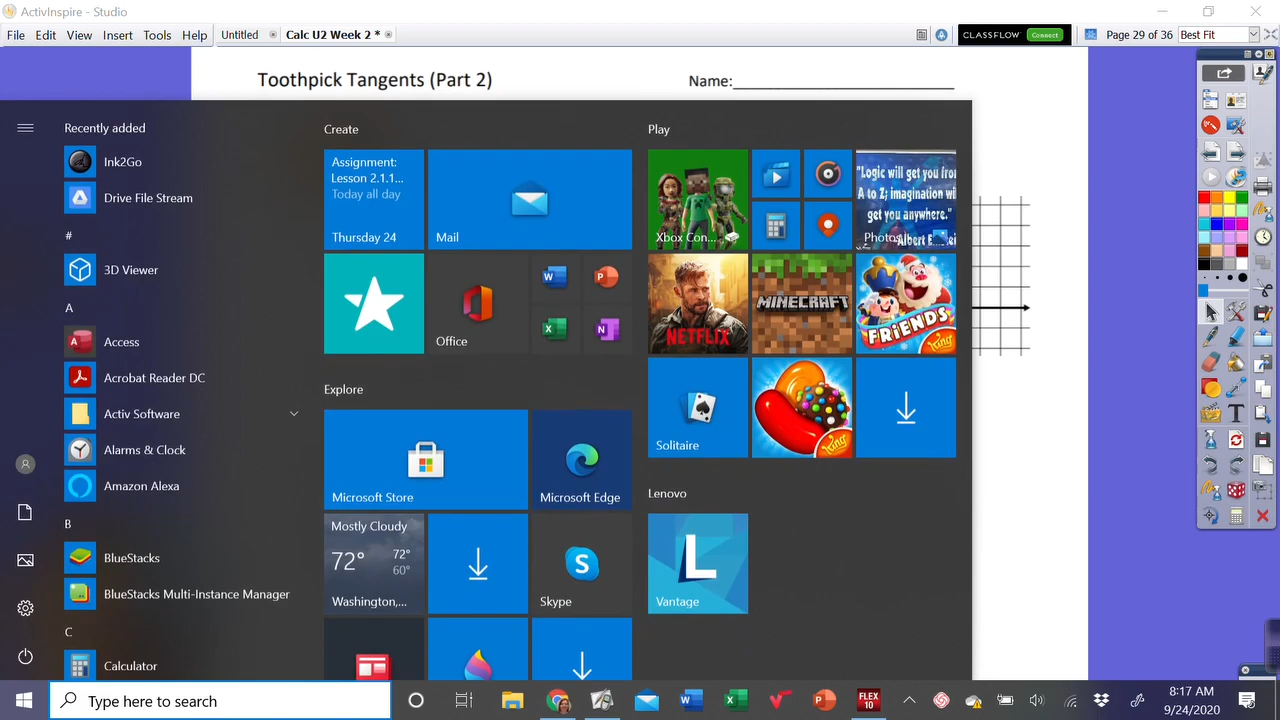 ActivInspire - Studio
File Edit View Insert Tools Help
Untitled
Calc U2 Week 2 *
CLASSFLOW Connect
Page 29 of 36
Best Fit
Toothpick Tangents (Part 2)
Name:
Recently added
Ink2Go
Drive File Stream
#
3D Viewer
A
Access
Acrobat Reader DC
Activ Software
Alarms & Clock
Amazon Alexa
B
BlueStacks
BlueStacks Multi-Instance Manager
C
Calculator
Create
Assignment:
Lesson 2.1.1...
Today all day
Thursday 24
Mail
Office
Explore
Microsoft Store
Microsoft Edge
Mostly Cloudy
72°
72°
60°
Washington,...
Skype
Play
Xbox Con...
"Logic will get you from
A to Z; imagination wil
get you anywhere."
Photos
NETFLIX
MINECRAFT
FRIENDS
King
Solitaire
King
Lenovo
L
Vantage
Type here to search
FLEX
10
8:17 AM
9/24/2020